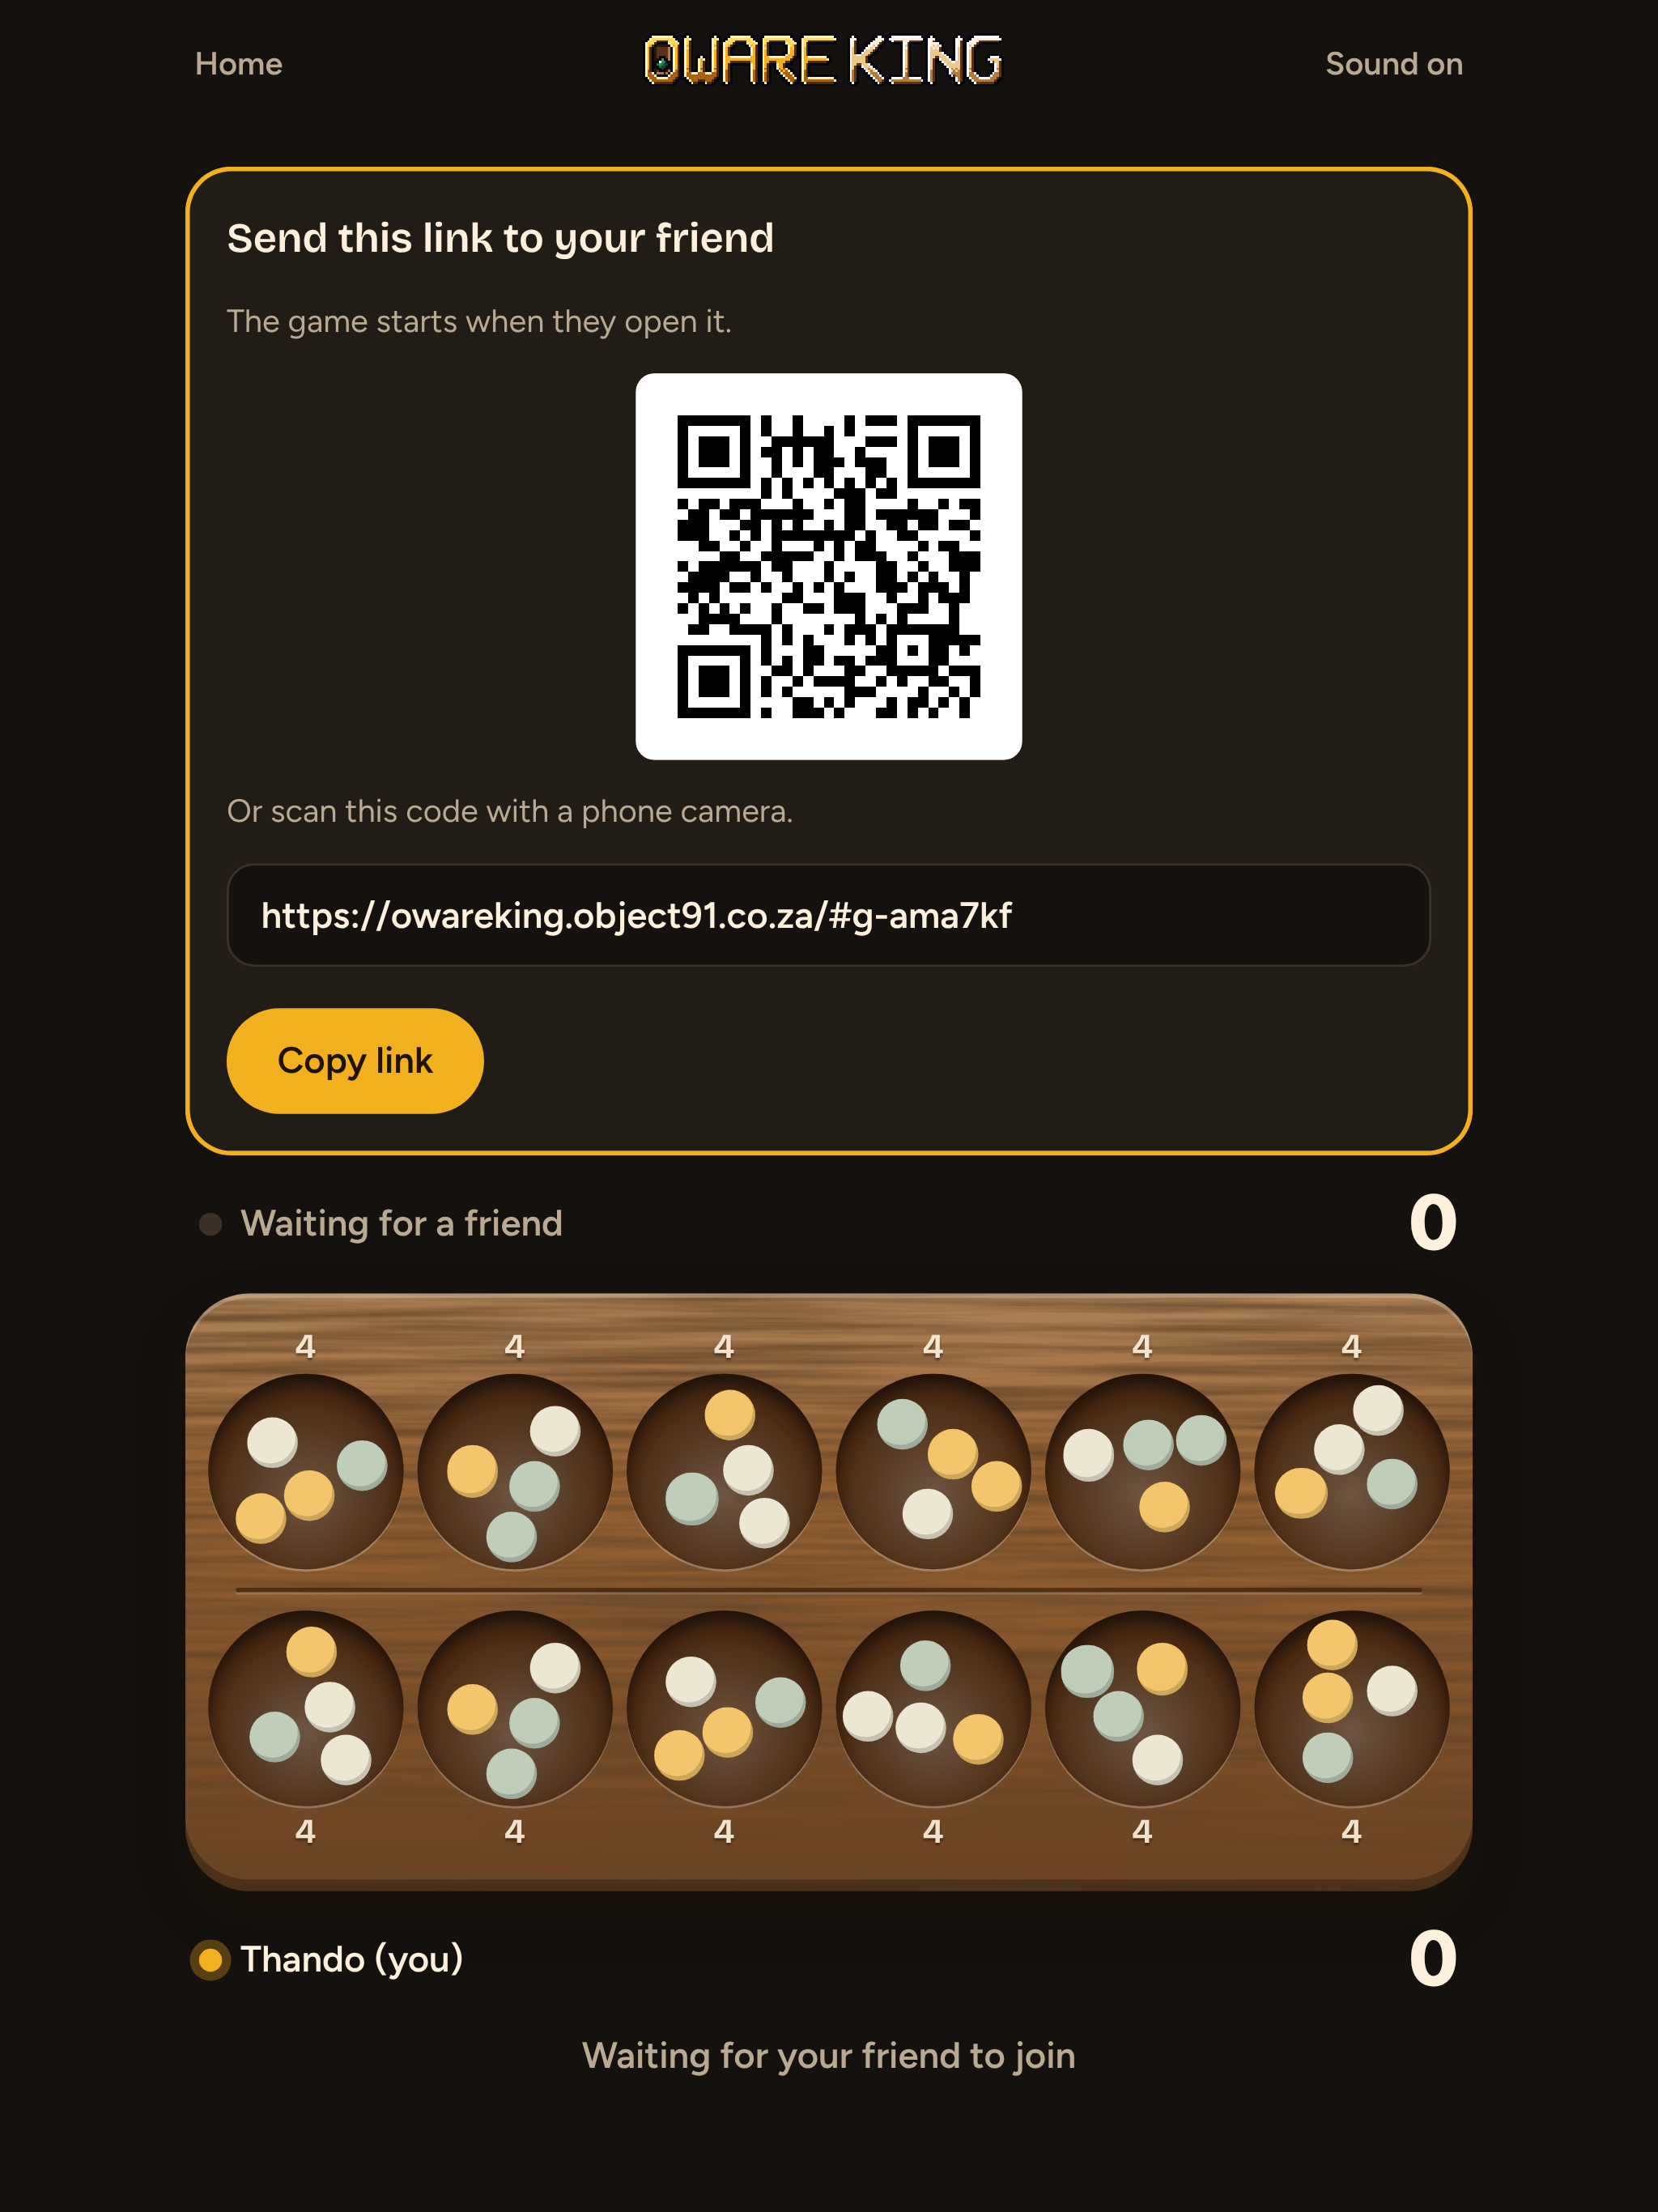 Home
OWARE KING
Sound on
Send this link to your friend
The game starts when they open it.
Or scan this code with a phone camera.
https://owareking.object91.co.za/#g-ama7kf
Copy link
Waiting for a friend
0
4 4 4 4 4 4
4 4 4 4 4 4
Thando (you)
0
Waiting for your friend to join